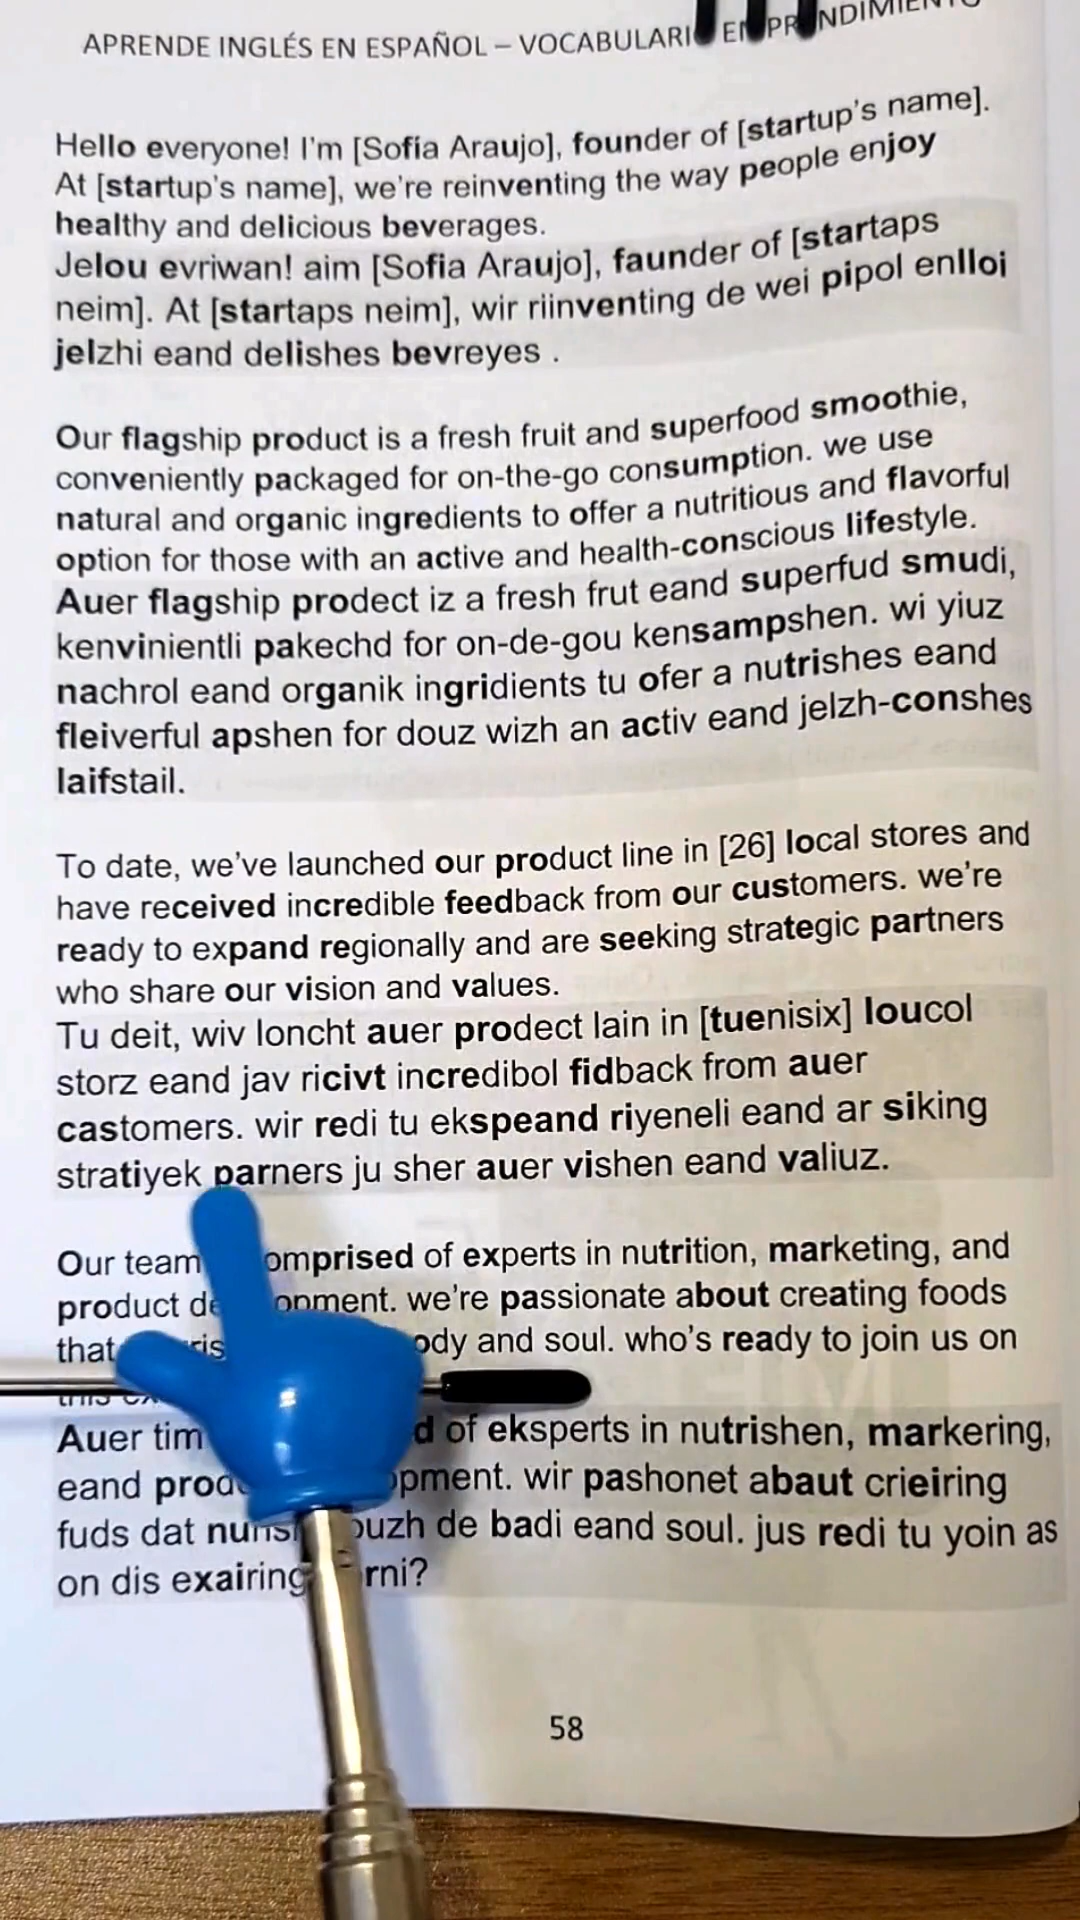 APRENDE INGLÉS EN ESPAÑOL – VOCABULARI
Hello everyone! I'm [Sofía Araujo], founder of [startup's name].
At [startup's name], we're reinventing the way people enjoy
healthy and delicious beverages.
Jelou evriwan! aim [Sofia Araujo], faunder of [startaps
neim]. At [startaps neim], wir riinventing de wei pipol enlloi
jelzhi eand delishes bevreyes .
Our flagship product is a fresh fruit and superfood smoothie,
conveniently packaged for on-the-go consumption. we use
natural and organic ingredients to offer a nutritious and flavorful
option for those with an active and health-conscious lifestyle.
Auer flagship prodect iz a fresh frut eand superfud smudi,
kenvinientli pakechd for on-de-gou kensampshen. wi yiuz
nachrol eand organik ingridients tu ofer a nutrishes eand
fleiverful apshen for douz wizh an activ eand jelzh-conshes
laifstail.
To date, we've launched our product line in [26] local stores and
have received incredible feedback from our customers. we're
ready to expand regionally and are seeking strategic partners
who share our vision and values.
Tu deit, wiv loncht auer prodect lain in [tuenisix] loucol
storz eand jav ricivt incredibol fidback from auer
castomers. wir redi tu ekspeand riyeneli eand ar siking
stratiyek parners ju sher auer vishen eand valiuz.
Our team omprised of experts in nutrition, marketing, and
product de opment. we're passionate about creating foods
that ody and soul. who's ready to join us on
Auer tim d of eksperts in nutrishen, markering,
eand prod pment. wir pashonet abaut crieiring
fuds dat ouzh de badi eand soul. jus redi tu yoin as
on dis exairing rni?
58